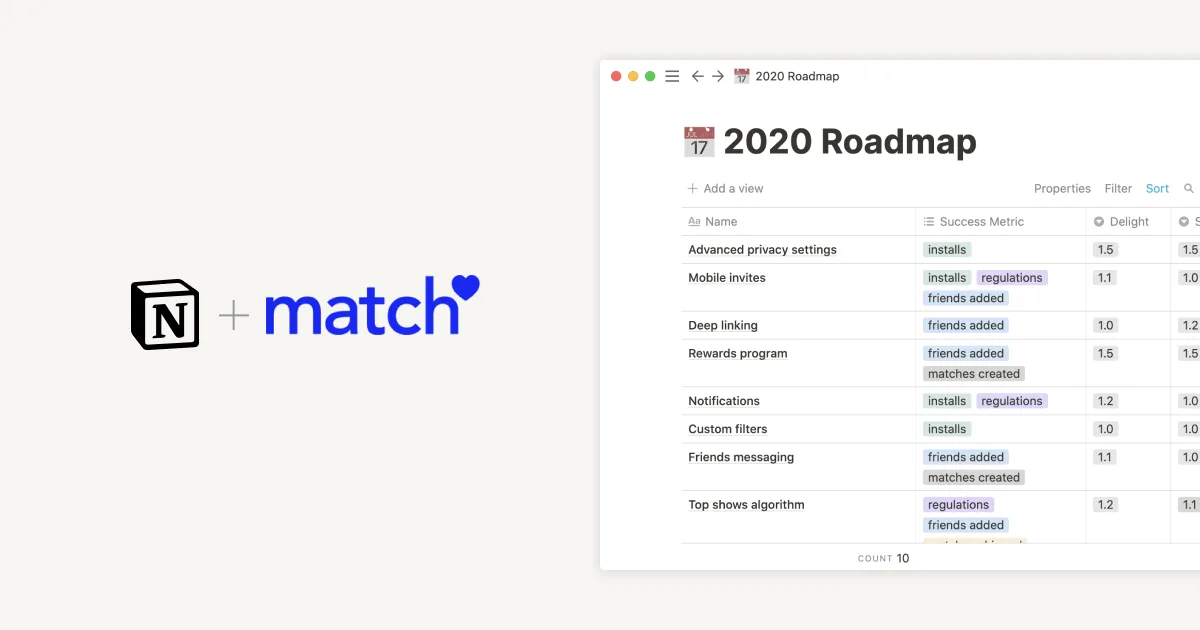 N
match
17
2020 Roadmap
JUL
17
2020 Roadmap
Add a view
Properties
Filter
Sort
Aa Name
Success Metric
Delight
S
Advanced privacy settings
installs
1.5
1.5
Mobile invites
installs regulations
friends added
1.1
1.0
Deep linking
friends added
1.0
1.2
Rewards program
friends added
matches created
1.5
1.5
Notifications
installs regulations
1.2
1.0
Custom filters
installs
1.0
1.0
Friends messaging
friends added
matches created
1.1
1.0
Top shows algorithm
regulations
friends added
1.2
1.1
COUNT 10